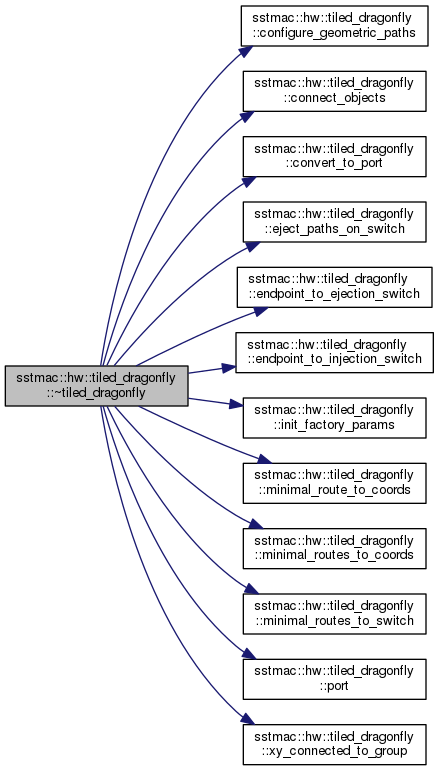 sstmac::hw::tiled_dragonfly
::configure_geometric_paths
sstmac::hw::tiled_dragonfly
::connect_objects
sstmac::hw::tiled_dragonfly
::convert_to_port
sstmac::hw::tiled_dragonfly
::eject_paths_on_switch
sstmac::hw::tiled_dragonfly
::endpoint_to_ejection_switch
sstmac::hw::tiled_dragonfly
::endpoint_to_injection_switch
sstmac::hw::tiled_dragonfly
::~tiled_dragonfly
sstmac::hw::tiled_dragonfly
::init_factory_params
sstmac::hw::tiled_dragonfly
::minimal_route_to_coords
sstmac::hw::tiled_dragonfly
::minimal_routes_to_coords
sstmac::hw::tiled_dragonfly
::minimal_routes_to_switch
sstmac::hw::tiled_dragonfly
::port
sstmac::hw::tiled_dragonfly
::xy_connected_to_group